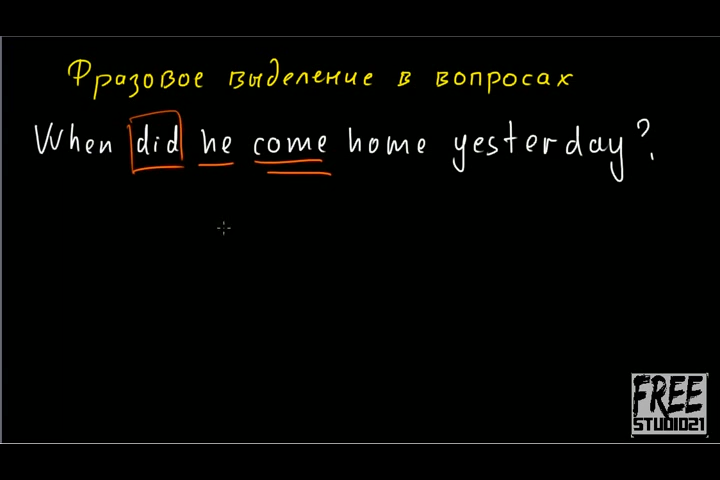 Фразовое выделение в вопросах
When did he come home yesterday?
FREE
STUDIO21